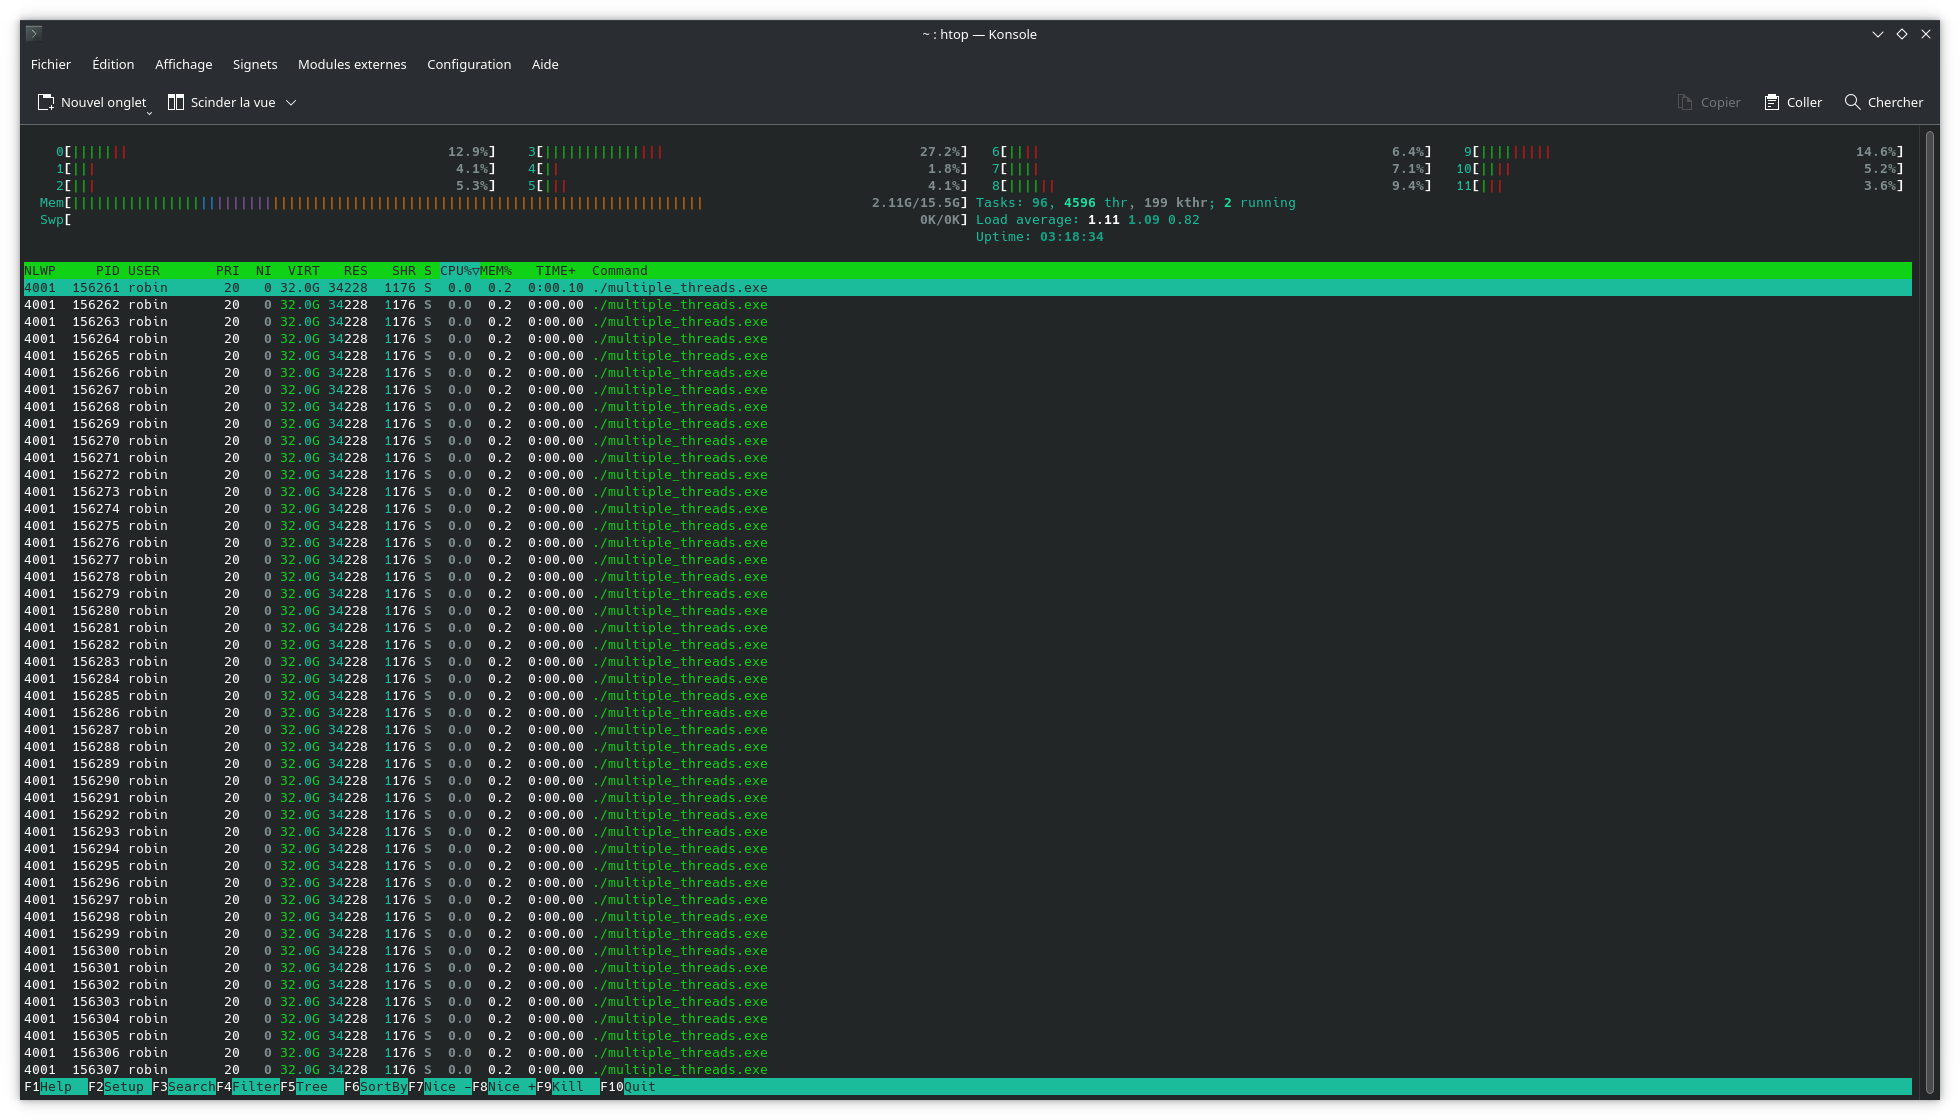 ~ : htop — Konsole
Fichier Édition Affichage Signets Modules externes Configuration Aide
Nouvel onglet Scinder la vue Copier Coller Chercher
0[||||||| 12.9%] 3[||||||||||||||| 27.2%] 6[|||| 6.4%] 9[||||||||| 14.6%]
1[||| 4.1%] 4[|| 1.8%] 7[|||| 7.1%] 10[|||| 5.2%]
2[||| 5.3%] 5[||| 4.1%] 8[|||||| 9.4%] 11[||| 3.6%]
Mem[||||||||||||||||||||||||||||||||||||||||||||||||||||||||||||||||||||||||||||||| 2.11G/15.5G] Tasks: 96, 4596 thr, 199 kthr; 2 running
Swp[ 0K/0K] Load average: 1.11 1.09 0.82
Uptime: 03:18:34
NLWP PID USER PRI NI VIRT RES SHR S CPU%▽MEM% TIME+ Command
4001 156261 robin 20 0 32.0G 34228 1176 S 0.0 0.2 0:00.10 ./multiple_threads.exe
4001 156262 robin 20 0 32.0G 34228 1176 S 0.0 0.2 0:00.00 ./multiple_threads.exe
4001 156263 robin 20 0 32.0G 34228 1176 S 0.0 0.2 0:00.00 ./multiple_threads.exe
4001 156264 robin 20 0 32.0G 34228 1176 S 0.0 0.2 0:00.00 ./multiple_threads.exe
4001 156265 robin 20 0 32.0G 34228 1176 S 0.0 0.2 0:00.00 ./multiple_threads.exe
4001 156266 robin 20 0 32.0G 34228 1176 S 0.0 0.2 0:00.00 ./multiple_threads.exe
4001 156267 robin 20 0 32.0G 34228 1176 S 0.0 0.2 0:00.00 ./multiple_threads.exe
4001 156268 robin 20 0 32.0G 34228 1176 S 0.0 0.2 0:00.00 ./multiple_threads.exe
4001 156269 robin 20 0 32.0G 34228 1176 S 0.0 0.2 0:00.00 ./multiple_threads.exe
4001 156270 robin 20 0 32.0G 34228 1176 S 0.0 0.2 0:00.00 ./multiple_threads.exe
4001 156271 robin 20 0 32.0G 34228 1176 S 0.0 0.2 0:00.00 ./multiple_threads.exe
4001 156272 robin 20 0 32.0G 34228 1176 S 0.0 0.2 0:00.00 ./multiple_threads.exe
4001 156273 robin 20 0 32.0G 34228 1176 S 0.0 0.2 0:00.00 ./multiple_threads.exe
4001 156274 robin 20 0 32.0G 34228 1176 S 0.0 0.2 0:00.00 ./multiple_threads.exe
4001 156275 robin 20 0 32.0G 34228 1176 S 0.0 0.2 0:00.00 ./multiple_threads.exe
4001 156276 robin 20 0 32.0G 34228 1176 S 0.0 0.2 0:00.00 ./multiple_threads.exe
4001 156277 robin 20 0 32.0G 34228 1176 S 0.0 0.2 0:00.00 ./multiple_threads.exe
4001 156278 robin 20 0 32.0G 34228 1176 S 0.0 0.2 0:00.00 ./multiple_threads.exe
4001 156279 robin 20 0 32.0G 34228 1176 S 0.0 0.2 0:00.00 ./multiple_threads.exe
4001 156280 robin 20 0 32.0G 34228 1176 S 0.0 0.2 0:00.00 ./multiple_threads.exe
4001 156281 robin 20 0 32.0G 34228 1176 S 0.0 0.2 0:00.00 ./multiple_threads.exe
4001 156282 robin 20 0 32.0G 34228 1176 S 0.0 0.2 0:00.00 ./multiple_threads.exe
4001 156283 robin 20 0 32.0G 34228 1176 S 0.0 0.2 0:00.00 ./multiple_threads.exe
4001 156284 robin 20 0 32.0G 34228 1176 S 0.0 0.2 0:00.00 ./multiple_threads.exe
4001 156285 robin 20 0 32.0G 34228 1176 S 0.0 0.2 0:00.00 ./multiple_threads.exe
4001 156286 robin 20 0 32.0G 34228 1176 S 0.0 0.2 0:00.00 ./multiple_threads.exe
4001 156287 robin 20 0 32.0G 34228 1176 S 0.0 0.2 0:00.00 ./multiple_threads.exe
4001 156288 robin 20 0 32.0G 34228 1176 S 0.0 0.2 0:00.00 ./multiple_threads.exe
4001 156289 robin 20 0 32.0G 34228 1176 S 0.0 0.2 0:00.00 ./multiple_threads.exe
4001 156290 robin 20 0 32.0G 34228 1176 S 0.0 0.2 0:00.00 ./multiple_threads.exe
4001 156291 robin 20 0 32.0G 34228 1176 S 0.0 0.2 0:00.00 ./multiple_threads.exe
4001 156292 robin 20 0 32.0G 34228 1176 S 0.0 0.2 0:00.00 ./multiple_threads.exe
4001 156293 robin 20 0 32.0G 34228 1176 S 0.0 0.2 0:00.00 ./multiple_threads.exe
4001 156294 robin 20 0 32.0G 34228 1176 S 0.0 0.2 0:00.00 ./multiple_threads.exe
4001 156295 robin 20 0 32.0G 34228 1176 S 0.0 0.2 0:00.00 ./multiple_threads.exe
4001 156296 robin 20 0 32.0G 34228 1176 S 0.0 0.2 0:00.00 ./multiple_threads.exe
4001 156297 robin 20 0 32.0G 34228 1176 S 0.0 0.2 0:00.00 ./multiple_threads.exe
4001 156298 robin 20 0 32.0G 34228 1176 S 0.0 0.2 0:00.00 ./multiple_threads.exe
4001 156299 robin 20 0 32.0G 34228 1176 S 0.0 0.2 0:00.00 ./multiple_threads.exe
4001 156300 robin 20 0 32.0G 34228 1176 S 0.0 0.2 0:00.00 ./multiple_threads.exe
4001 156301 robin 20 0 32.0G 34228 1176 S 0.0 0.2 0:00.00 ./multiple_threads.exe
4001 156302 robin 20 0 32.0G 34228 1176 S 0.0 0.2 0:00.00 ./multiple_threads.exe
4001 156303 robin 20 0 32.0G 34228 1176 S 0.0 0.2 0:00.00 ./multiple_threads.exe
4001 156304 robin 20 0 32.0G 34228 1176 S 0.0 0.2 0:00.00 ./multiple_threads.exe
4001 156305 robin 20 0 32.0G 34228 1176 S 0.0 0.2 0:00.00 ./multiple_threads.exe
4001 156306 robin 20 0 32.0G 34228 1176 S 0.0 0.2 0:00.00 ./multiple_threads.exe
4001 156307 robin 20 0 32.0G 34228 1176 S 0.0 0.2 0:00.00 ./multiple_threads.exe
F1Help F2Setup F3SearchF4FilterF5Tree F6SortByF7Nice -F8Nice +F9Kill F10Quit